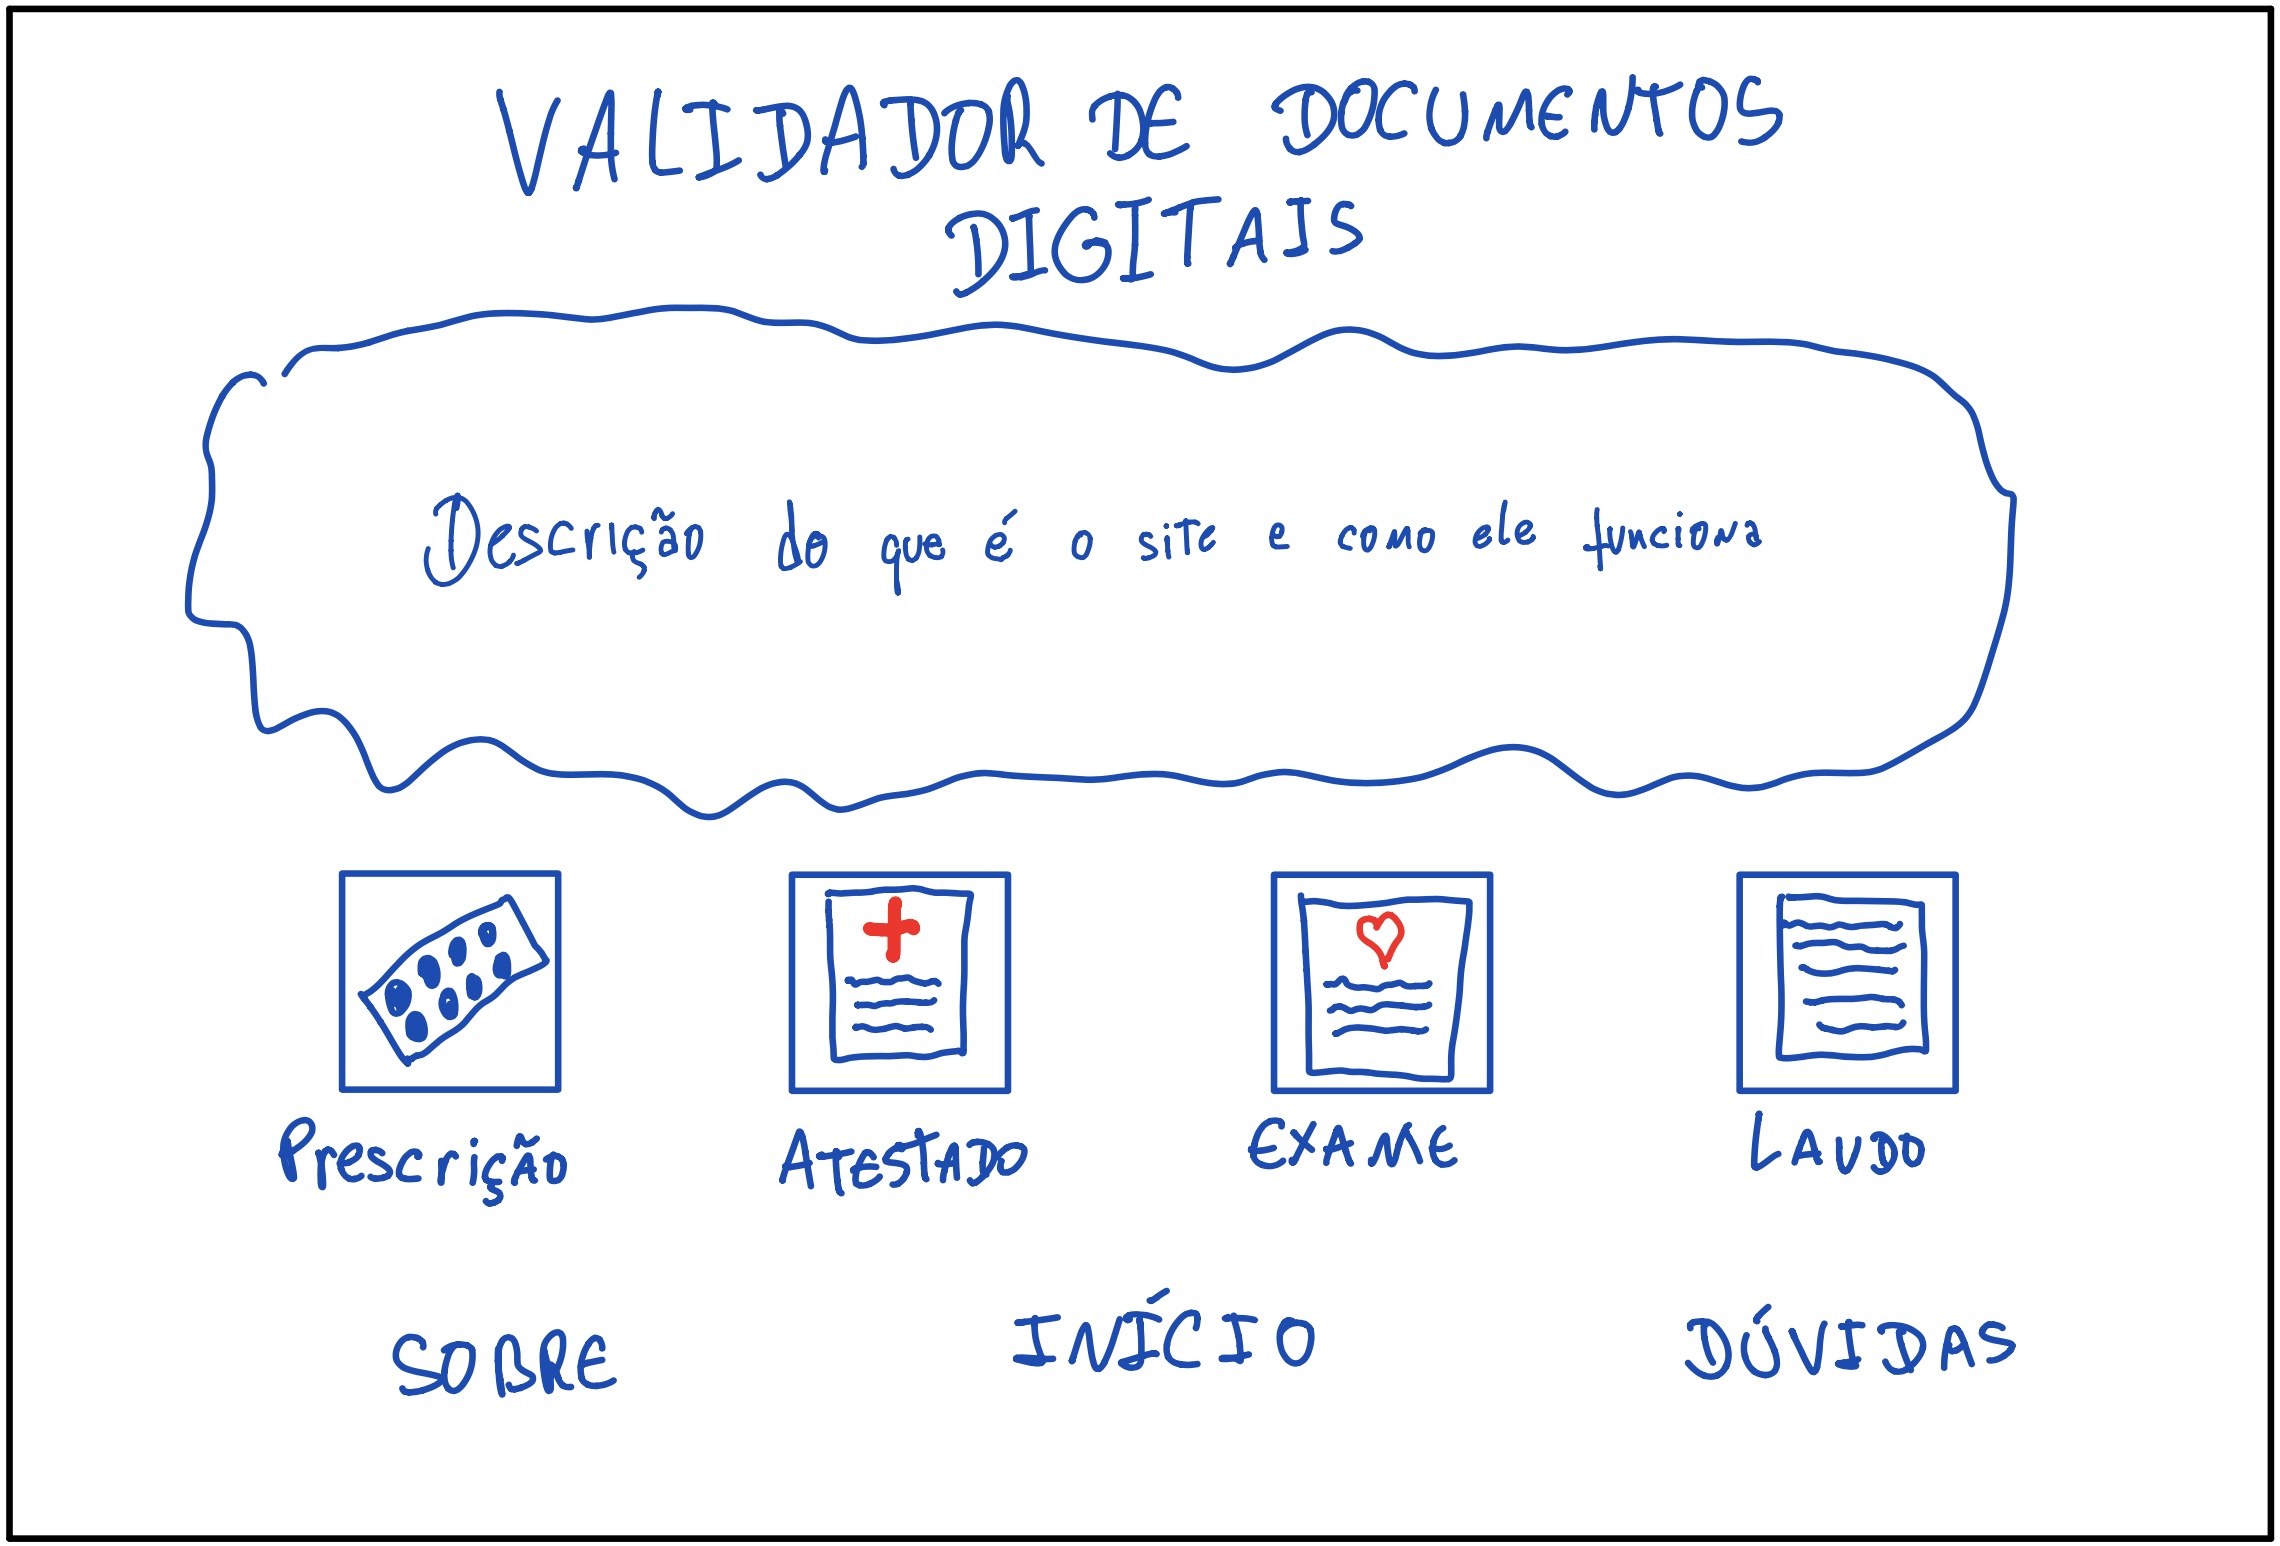 VALIDADOR DE DOCUMENTOS
DIGITAIS
Descrição do que é o site e como ele funciona
Prescrição
ATESTADO
EXAME
LAUDO
SOBRE
INÍCIO
DÚVIDAS